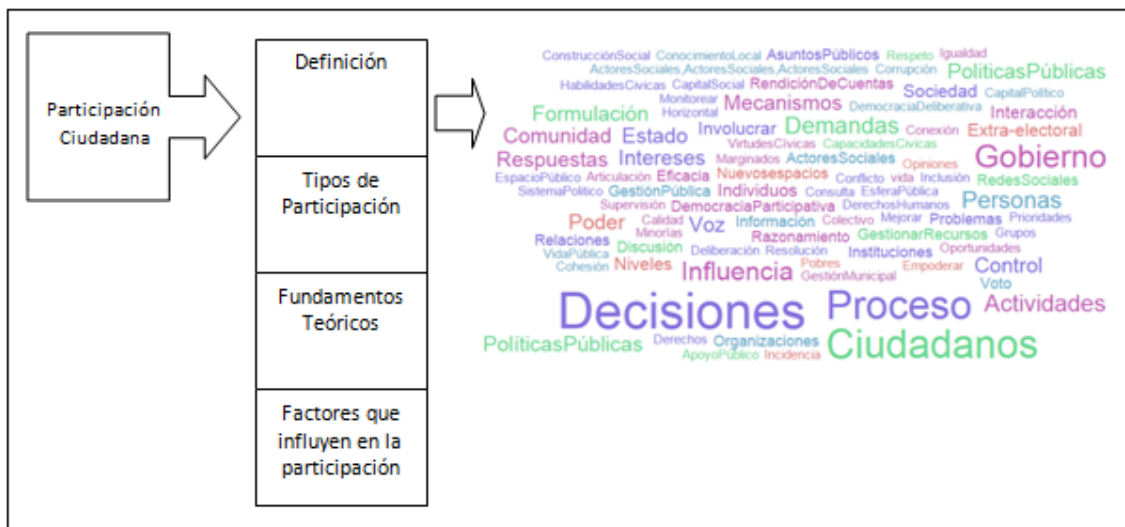 Participación
Ciudadana
Definición
Tipos de
Participación
Fundamentos
Teóricos
Factores que
influyen en la
participación
ConstrucciónSocial ConocimientoLocal AsuntosPúblicos Respeto Igualdad
ActoresSociales,ActoresSociales,ActoresSociales Corrupción PolíticasPúblicas
HabilidadesCívicas CapitalSocial RendiciónDeCuentas Sociedad CapitalPolítico
Formulación Monitorear Mecanismos DemocraciaDeliberativa Interacción
Horizontal
Comunidad Estado Involucrar Demandas Conexión Extra-electoral
VirtudesCívicas CapacidadesCívicas
Respuestas Intereses Marginados ActoresSociales Opiniones Gobierno
EspacioPúblico Articulación Eficacia Nuevosespacios Conflicto vida Inclusión RedesSociales
SistemaPolitico GestiónPública Individuos Consulta EsferaPública Personas
Supervisión DemocraciaParticipativa DerechosHumanos
Poder Calidad Voz Información Colectivo Mejorar Problemas Prioridades
Minorías
Relaciones Razonamiento GestionarRecursos Grupos
VidaPública Discusión Deliberación Resolución Instituciones Oportunidades
Cohesión Niveles Influencia Pobres Empoderar Control
GestiónMunicipal
Voto
Decisiones Proceso Actividades
PolíticasPúblicas Derechos Organizaciones Ciudadanos
ApoyoPúblico Incidencia